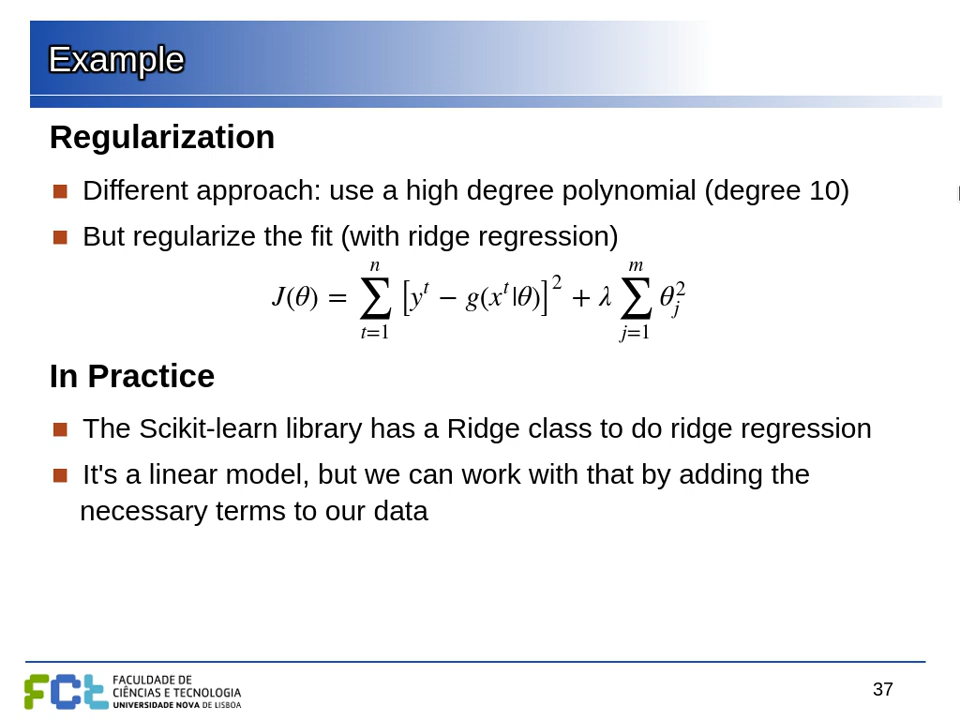 Example
Regularization
Different approach: use a high degree polynomial (degree 10)
But regularize the fit (with ridge regression)
J(θ) = ∑_{t=1}^{n} [y^t − g(x^t|θ)]^2 + λ ∑_{j=1}^{m} θ_j^2
In Practice
The Scikit-learn library has a Ridge class to do ridge regression
It's a linear model, but we can work with that by adding the
necessary terms to our data
FCT
FACULDADE DE
CIÊNCIAS E TECNOLOGIA
UNIVERSIDADE NOVA DE LISBOA
37